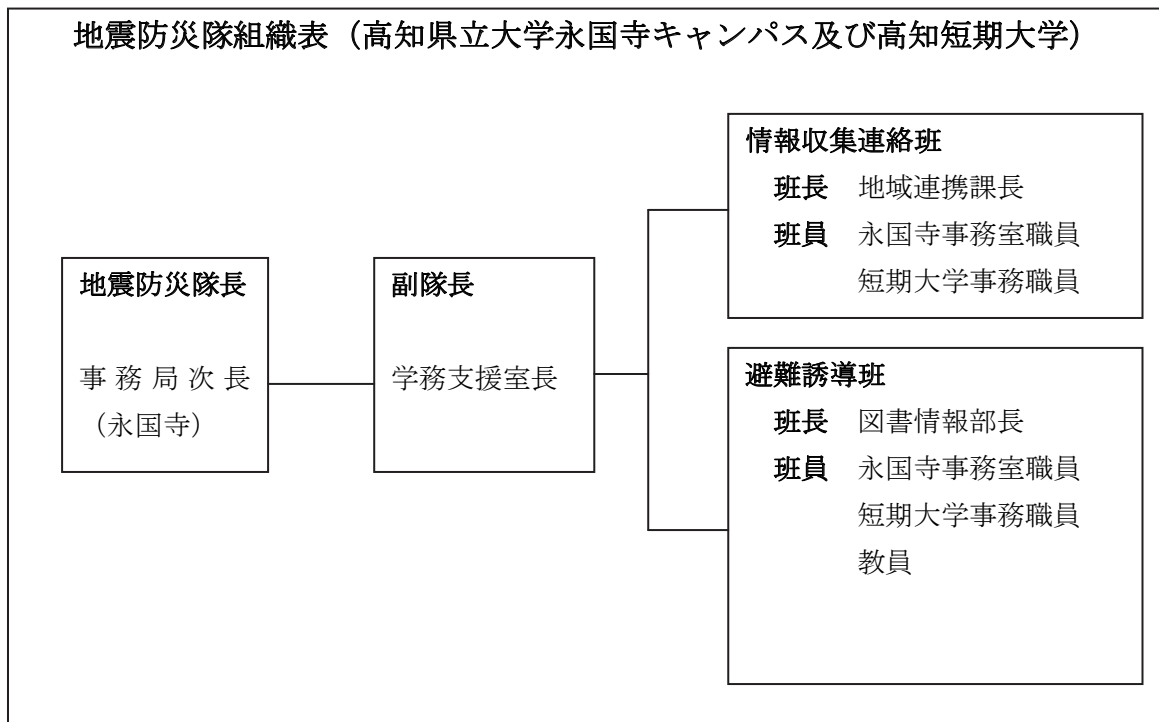 地震防災隊組織表（高知県立大学永国寺キャンパス及び高知短期大学）
地震防災隊長
事務局次長
（永国寺）
副隊長
学務支援室長
情報収集連絡班
班長　地域連携課長
班員　永国寺事務室職員
短期大学事務職員
避難誘導班
班長　図書情報部長
班員　永国寺事務室職員
短期大学事務職員
教員